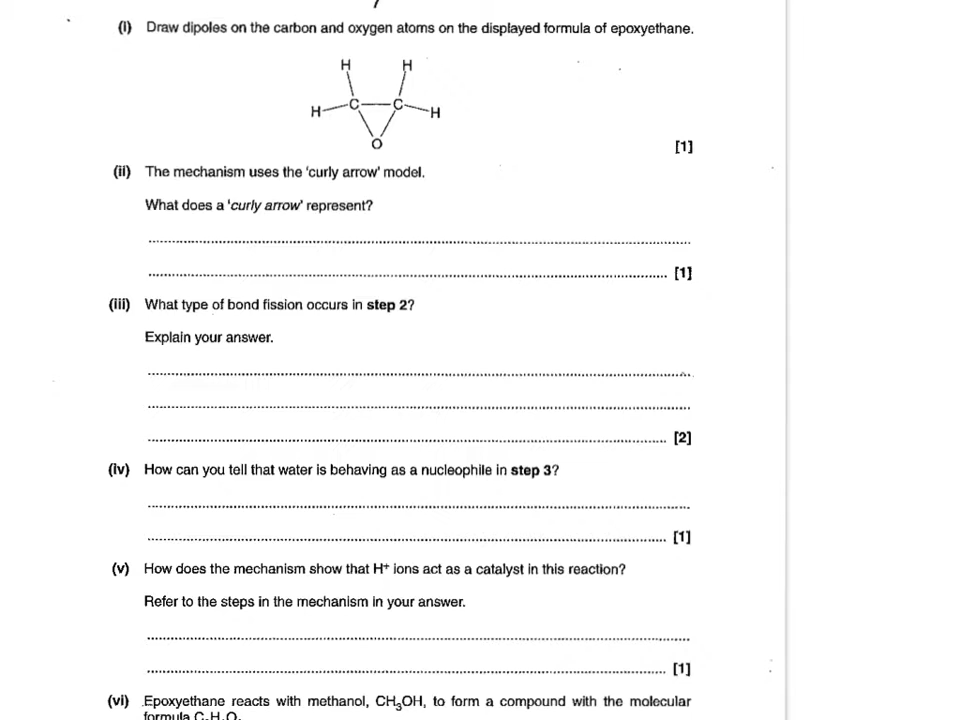 (i) Draw dipoles on the carbon and oxygen atoms on the displayed formula of epoxyethane.
H H
H C C H
O
[1]
(ii) The mechanism uses the 'curly arrow' model.
What does a 'curly arrow' represent?
[1]
(iii) What type of bond fission occurs in step 2?
Explain your answer.
[2]
(iv) How can you tell that water is behaving as a nucleophile in step 3?
[1]
(v) How does the mechanism show that H⁺ ions act as a catalyst in this reaction?
Refer to the steps in the mechanism in your answer.
[1]
(vi) Epoxyethane reacts with methanol, CH₃OH, to form a compound with the molecular
formula